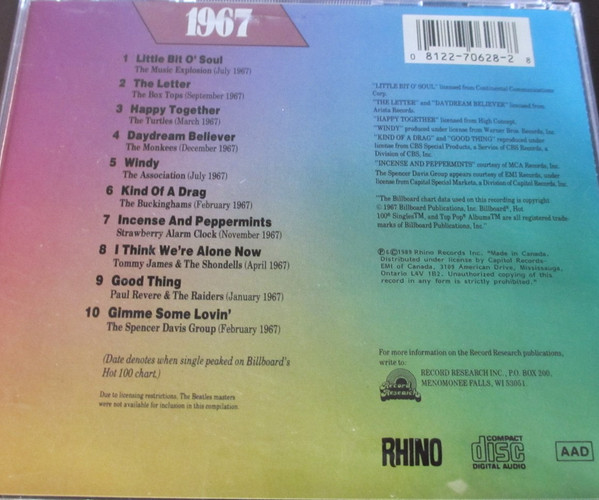 1967
0 8122-70628-2 8
1 Little Bit O' Soul
The Music Explosion (July 1967)
2 The Letter
The Box Tops (September 1967)
3 Happy Together
The Turtles (March 1967)
4 Daydream Believer
The Monkees (December 1967)
5 Windy
The Association (July 1967)
6 Kind Of A Drag
The Buckinghams (February 1967)
7 Incense And Peppermints
Strawberry Alarm Clock (November 1967)
8 I Think We're Alone Now
Tommy James & The Shondells (April 1967)
9 Good Thing
Paul Revere & The Raiders (January 1967)
10 Gimme Some Lovin'
The Spencer Davis Group (February 1967)
(Date denotes when single peaked on Billboard's
Hot 100 chart.)
Due to licensing restrictions, The Beatles masters
were not available for inclusion in this compilation.
"LITTLE BIT O' SOUL" licensed from Continental Communications
Corp.
"THE LETTER" and "DAYDREAM BELIEVER" licensed from
Arista Records.
"HAPPY TOGETHER" licensed from High Concept.
"WINDY" produced under license from Warner Bros. Records, Inc.
"KIND OF A DRAG" and "GOOD THING" reproduced under
license from CBS Special Products, a Service of CBS Records, a
Division of CBS, Inc.
"INCENSE AND PEPPERMINTS" courtesy of MCA Records, Inc.
The Spencer Davis Group appears courtesy of EMI Records, under
license from Capitol Special Markets, a Division of Capitol Records, Inc.
"The Billboard chart data used on this recording is copyright
© 1967 Billboard Publications, Inc. Billboard®, Hot
100® Singles™, and Top Pop® Albums™ are all registered trade-
marks of Billboard Publications, Inc."
℗©1989 Rhino Records Inc. "Made in Canada.
Distributed under license by Capitol Records-
EMI of Canada, 3109 American Drive, Mississauga,
Ontario L4V 1B2. Unauthorized copying of this
record in any form is strictly prohibited."
For more information on the Record Research publications,
write to:
Record Research
RECORD RESEARCH INC., P.O. BOX 200,
MENOMONEE FALLS, WI 53051.
RHINO
COMPACT
disc
DIGITAL AUDIO
AAD